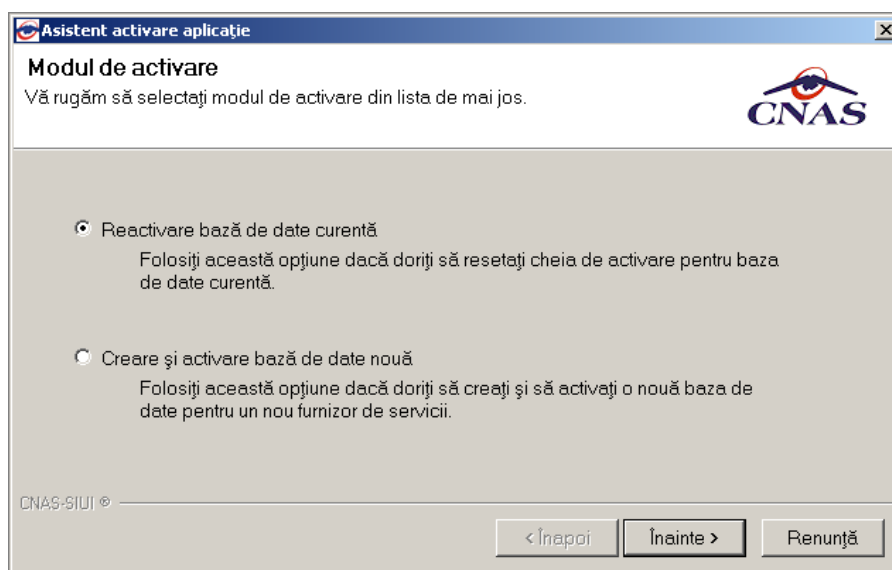 Asistent activare aplicaţie
Modul de activare
Vă rugăm să selectaţi modul de activare din lista de mai jos.
CNAS
Reactivare bază de date curentă
Folosiţi această opţiune dacă doriţi să resetaţi cheia de activare pentru baza
de date curentă.
Creare şi activare bază de date nouă
Folosiţi această opţiune dacă doriţi să creaţi şi să activaţi o nouă baza de
date pentru un nou furnizor de servicii.
CNAS-SIUI ®
< Înapoi
Înainte >
Renunţă